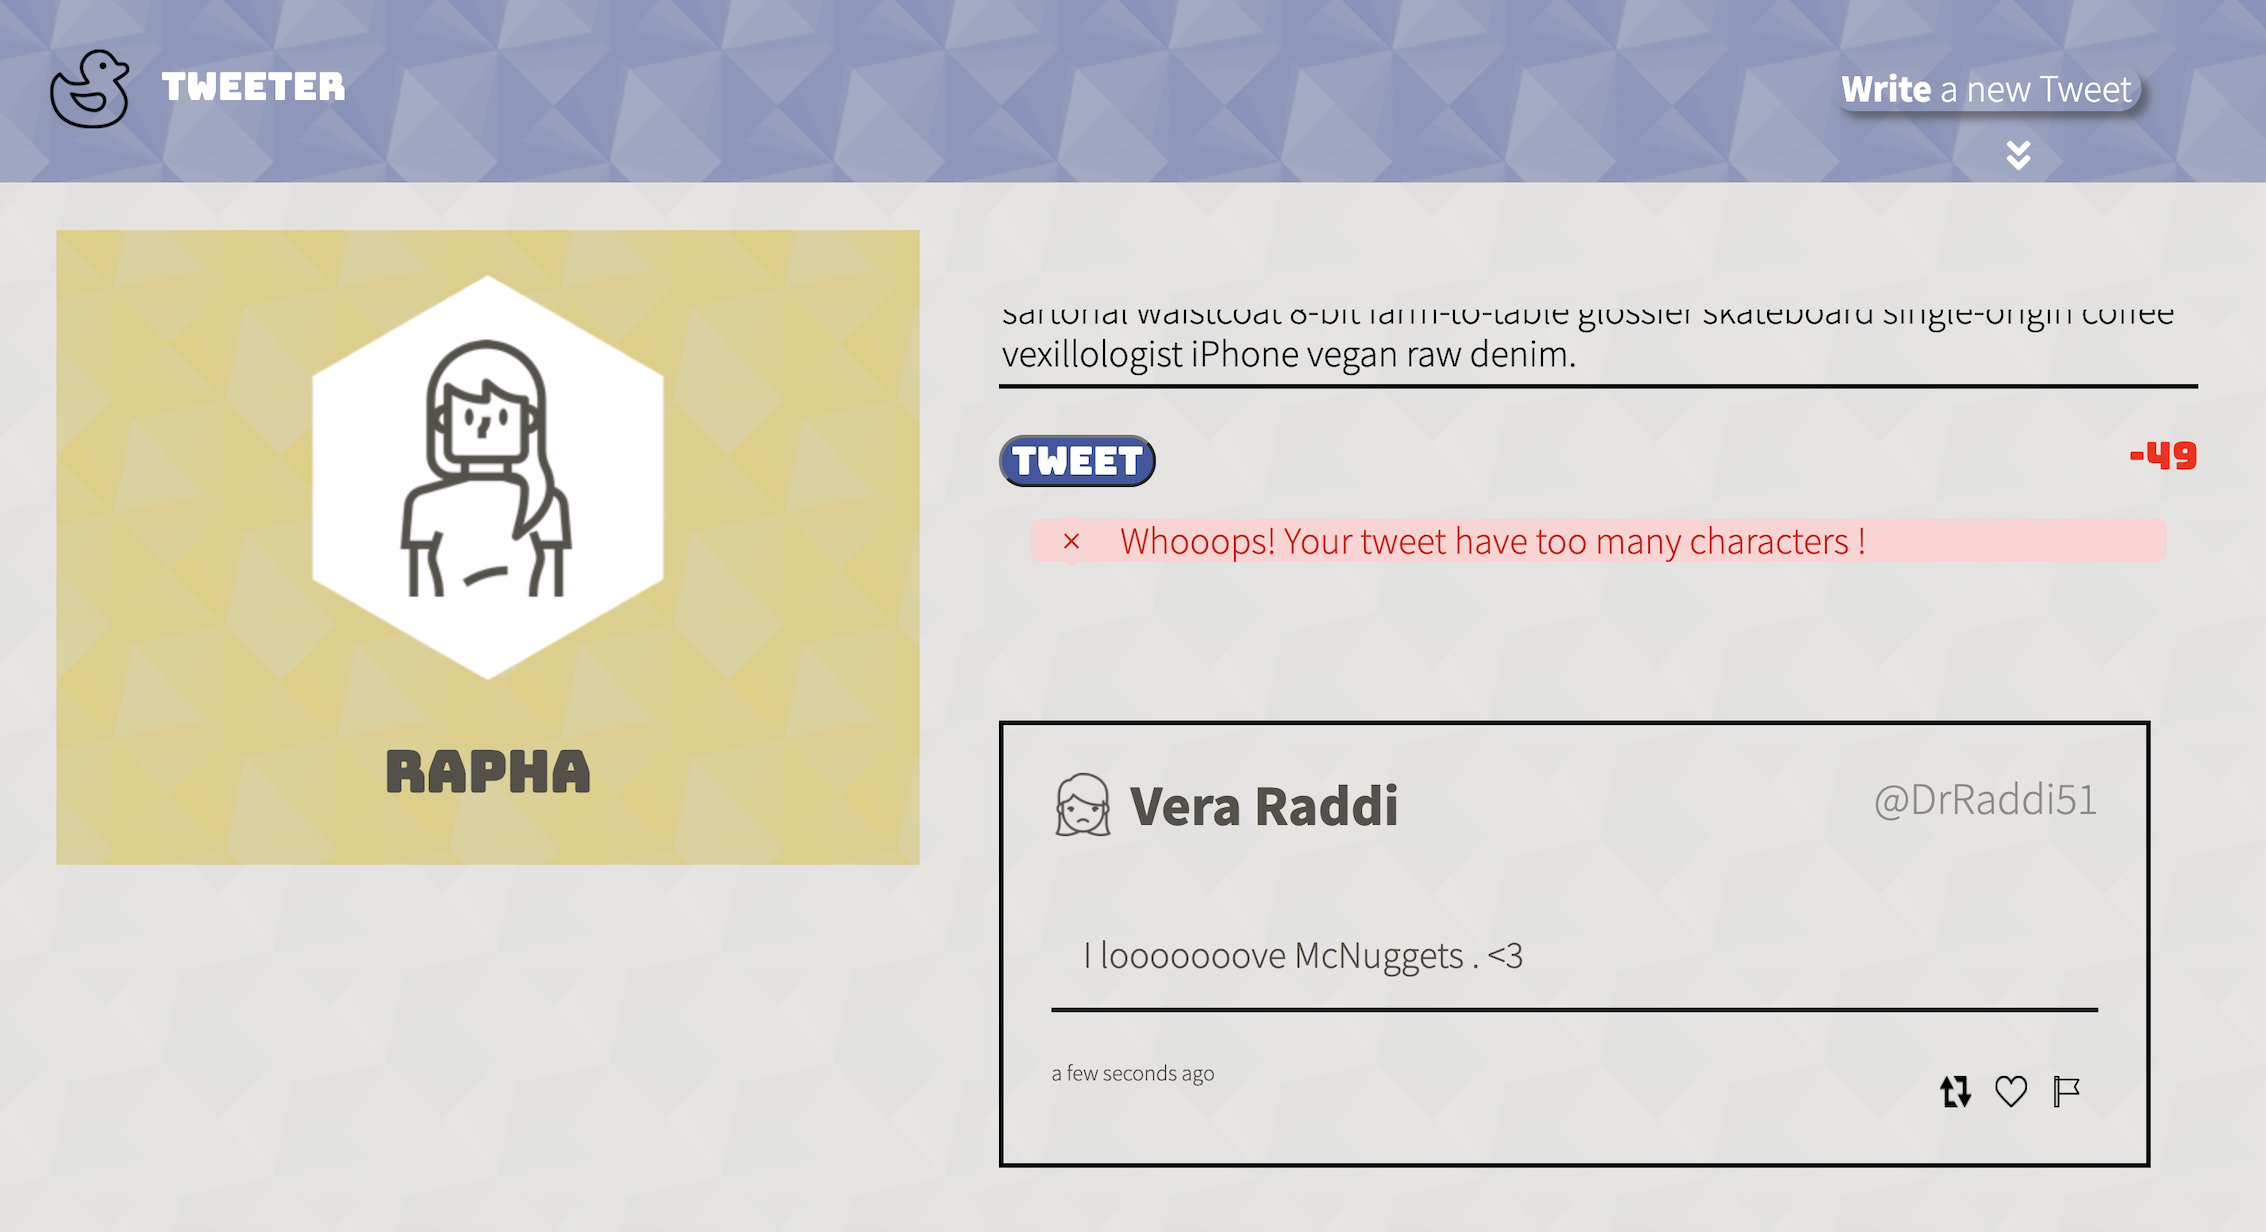 TWEETER
Write a new Tweet
sartorial waistcoat 8-bit farm-to-table glossier skateboard single-origin coffee
vexillologist iPhone vegan raw denim.
TWEET
-49
× Whooops! Your tweet have too many characters !
RAPHA
Vera Raddi
@DrRaddi51
I looooooove McNuggets . <3
a few seconds ago